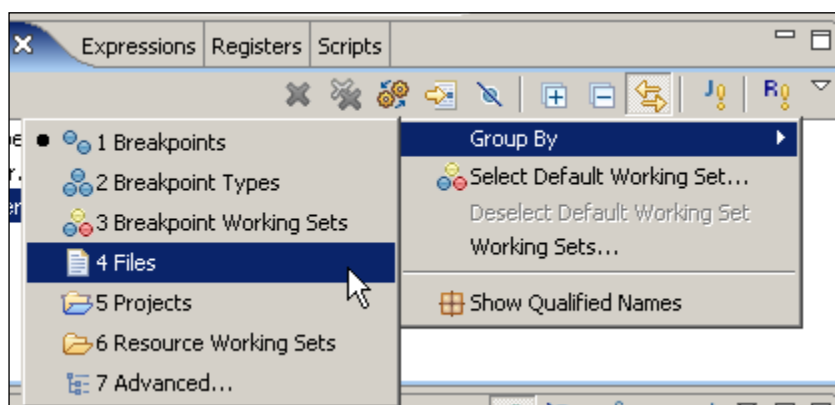 Expressions Registers Scripts
Group By
1 Breakpoints
2 Breakpoint Types
3 Breakpoint Working Sets
4 Files
5 Projects
6 Resource Working Sets
7 Advanced...
Select Default Working Set...
Deselect Default Working Set
Working Sets...
Show Qualified Names